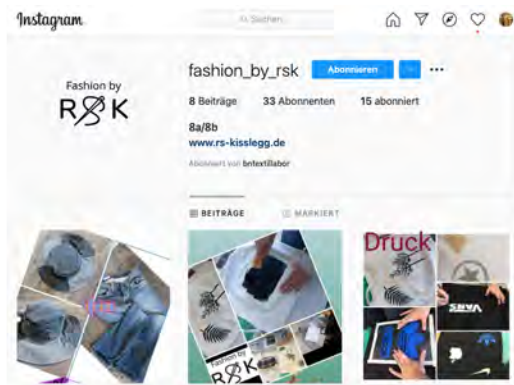 Instagram
Suchen
Fashion by
RSK
fashion_by_rsk Abonnieren
8 Beiträge 33 Abonnenten 15 abonniert
8a/8b
www.rs-kisslegg.de
Abonniert von bntextillabor
BEITRÄGE MARKIERT
Druck
VANS
Fashion by
RSK